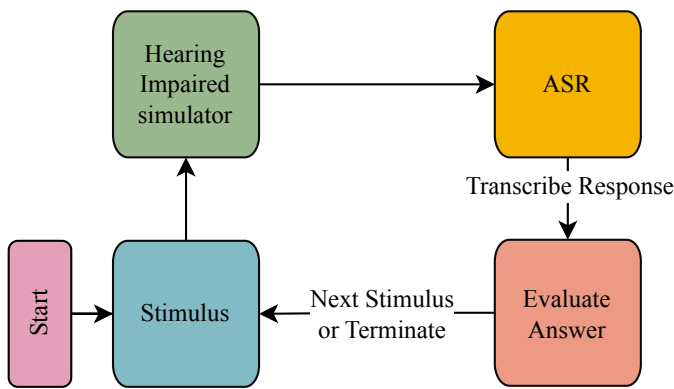 Hearing
Impaired
simulator
ASR
Transcribe Response
Start
Stimulus
Next Stimulus
or Terminate
Evaluate
Answer